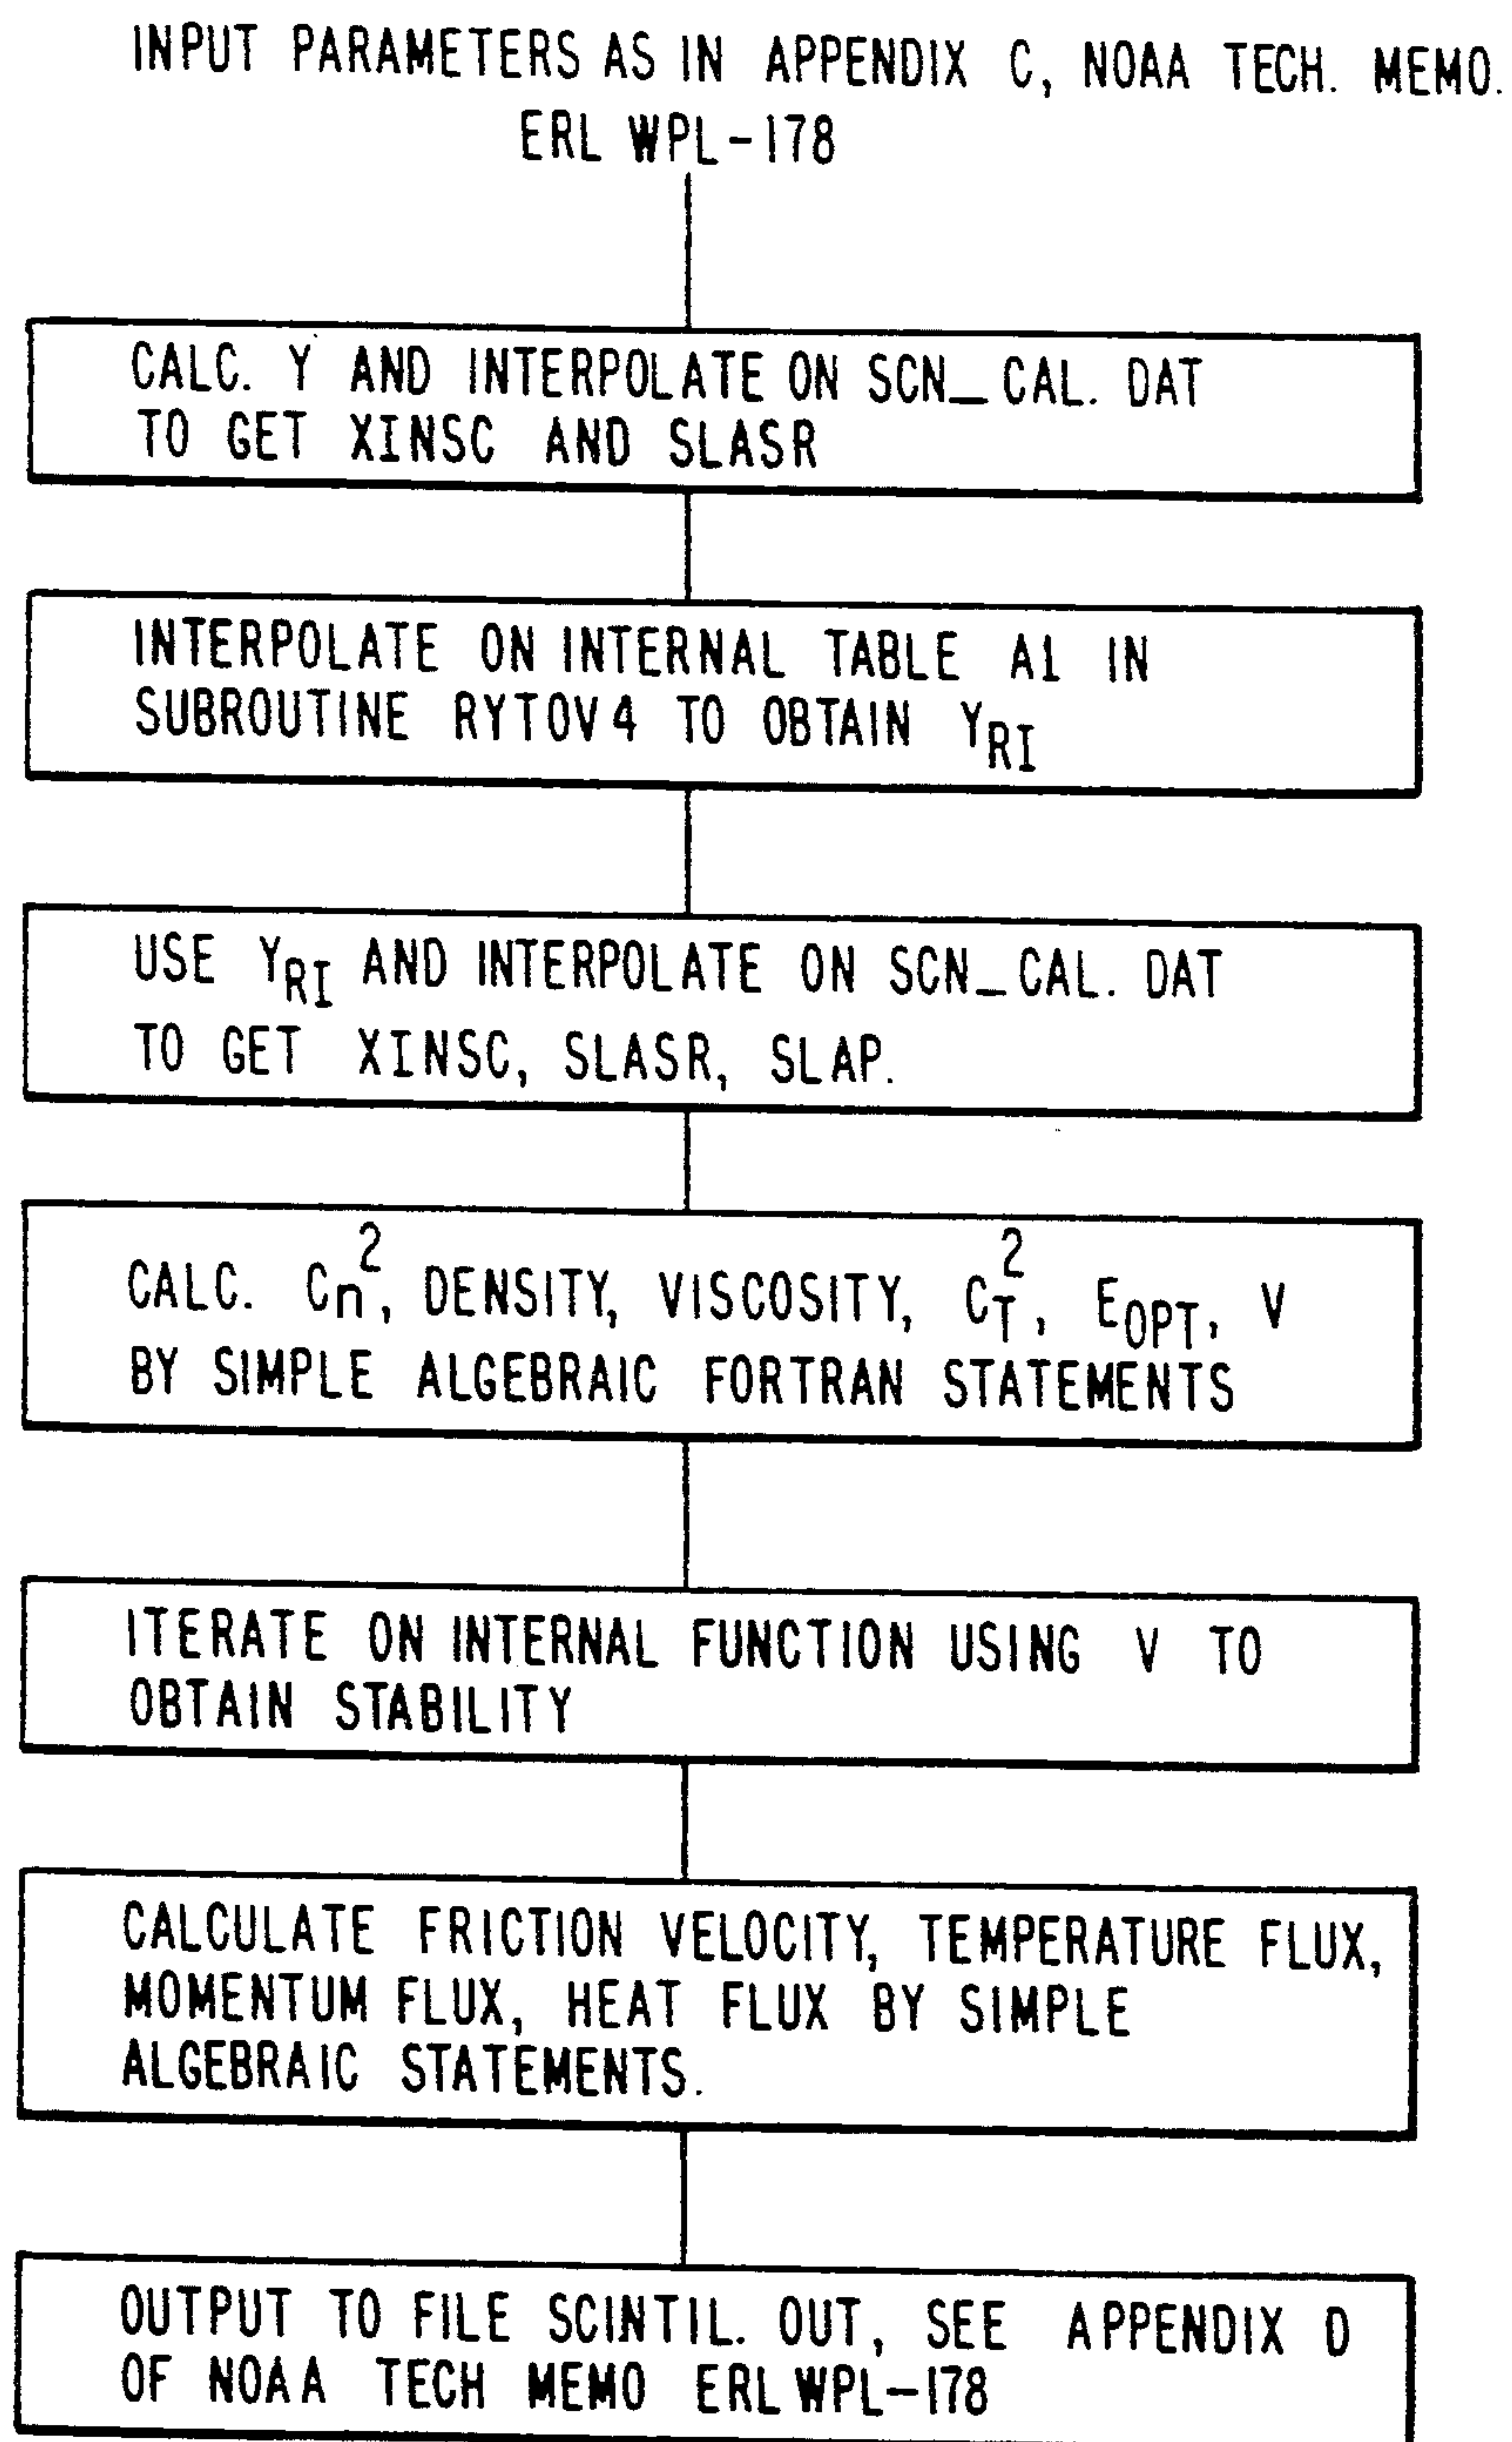 INPUT PARAMETERS AS IN APPENDIX C, NOAA TECH. MEMO.
ERL WPL-178
CALC. Y AND INTERPOLATE ON SCN_CAL. DAT
TO GET XINSC AND SLASR
INTERPOLATE ON INTERNAL TABLE A1 IN
SUBROUTINE RYTOV4 TO OBTAIN Y_RI
USE Y_RI AND INTERPOLATE ON SCN_CAL. DAT
TO GET XINSC, SLASR, SLAP.
CALC. Cn², DENSITY, VISCOSITY, C_T², E_OPT, V
BY SIMPLE ALGEBRAIC FORTRAN STATEMENTS
ITERATE ON INTERNAL FUNCTION USING V TO
OBTAIN STABILITY
CALCULATE FRICTION VELOCITY, TEMPERATURE FLUX,
MOMENTUM FLUX, HEAT FLUX BY SIMPLE
ALGEBRAIC STATEMENTS.
OUTPUT TO FILE SCINTIL. OUT, SEE APPENDIX D
OF NOAA TECH MEMO ERL WPL-178